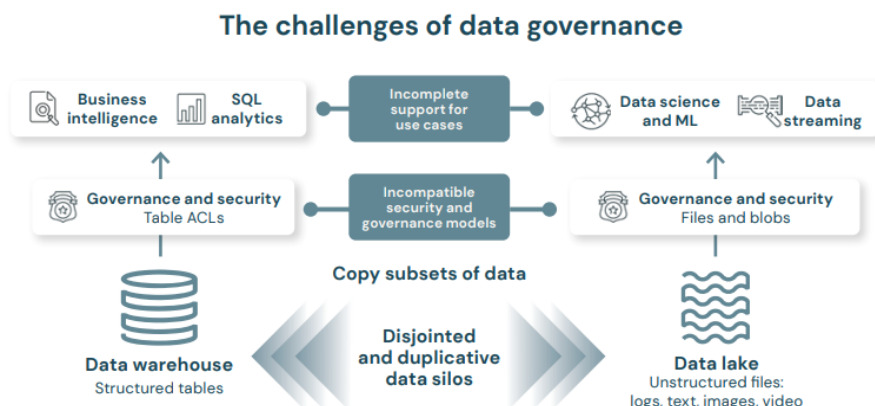 The challenges of data governance
Business
intelligence
SQL
analytics
Incomplete
support for
use cases
Data science
and ML
Data
streaming
Governance and security
Table ACLs
Incompatible
security and
governance models
Governance and security
Files and blobs
Copy subsets of data
Disjointed
and duplicative
data silos
Data warehouse
Structured tables
Data lake
Unstructured files:
logs, text, images, video